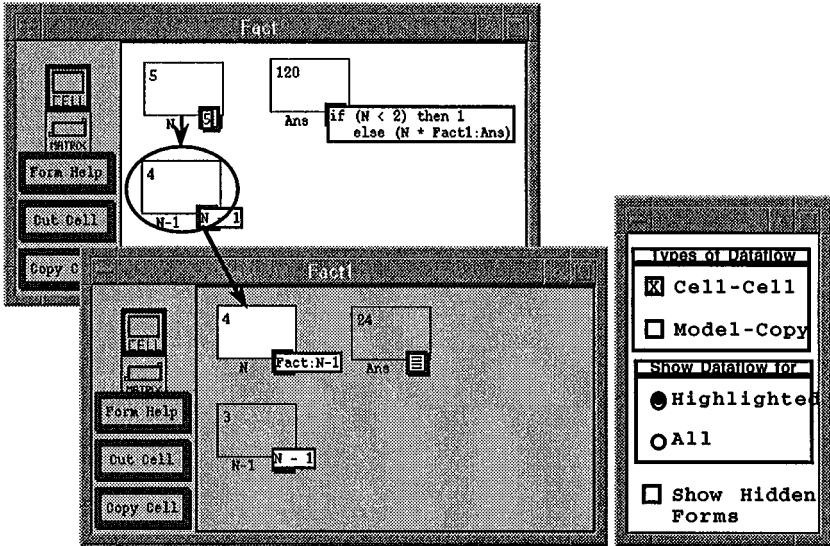 Fact
5
120
CELL
N
5
Ans
if (N < 2) then 1
else (N * Fact1:Ans)
MATRIX
4
Form Help
N-1
N 1
Cut Cell
Copy C
Fact1
4
24
CELL
N
Fact:N-1
Ans
MATRIX
3
Form Help
N-1
N - 1
Cut Cell
Copy Cell
Types of Dataflow
X Cell-Cell
Model-Copy
Show Dataflow for
Highlighted
All
Show Hidden
Forms